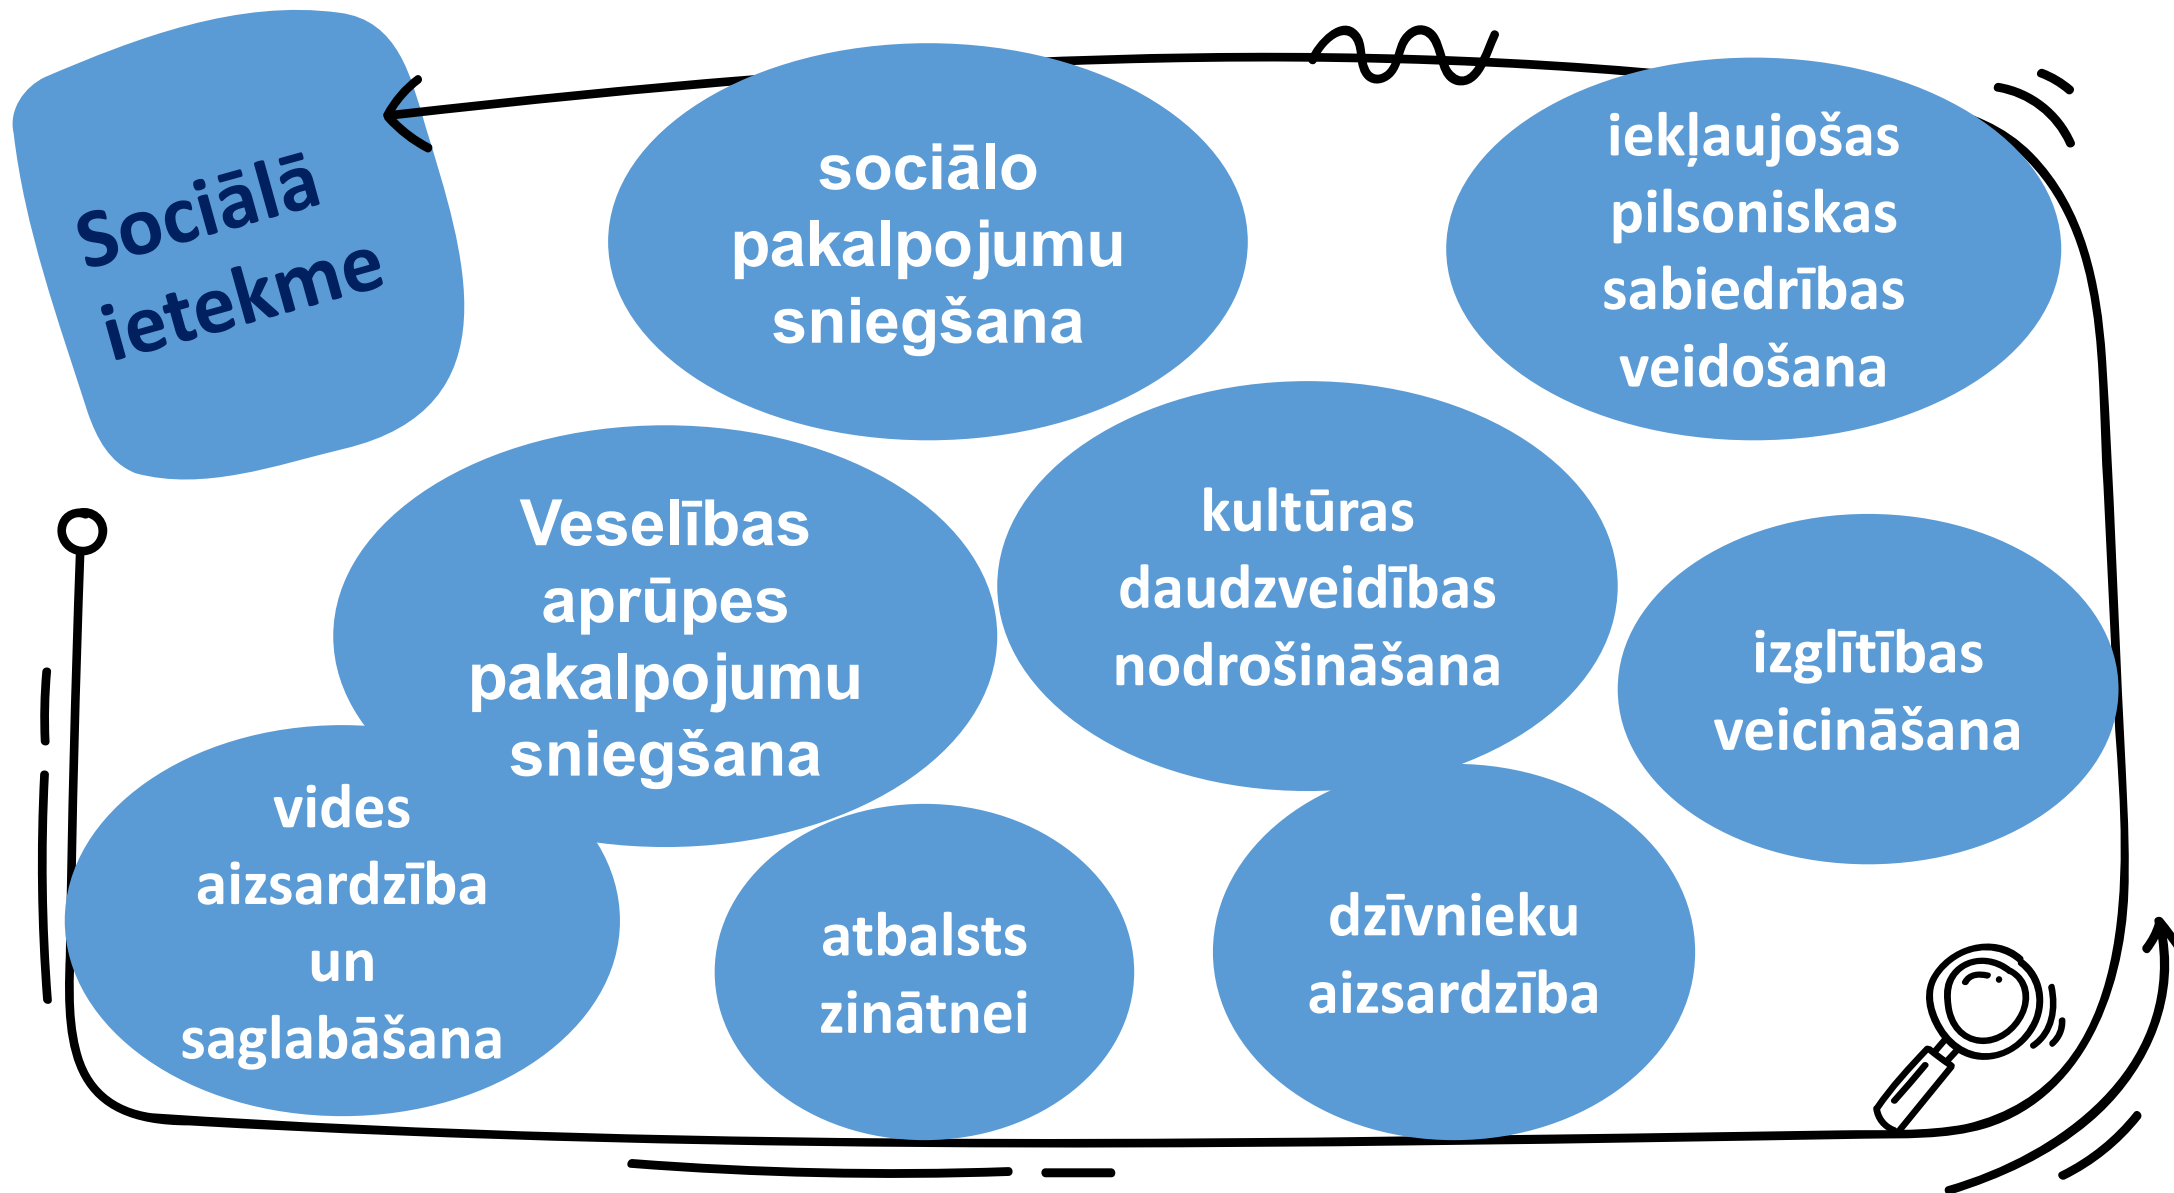 Sociālā
ietekme
sociālo
pakalpojumu
sniegšana
iekļaujošas
pilsoniskas
sabiedrības
veidošana
Veselības
aprūpes
pakalpojumu
sniegšana
kultūras
daudzveidības
nodrošināšana
izglītības
veicināšana
vides
aizsardzība
un
saglabāšana
atbalsts
zinātnei
dzīvnieku
aizsardzība